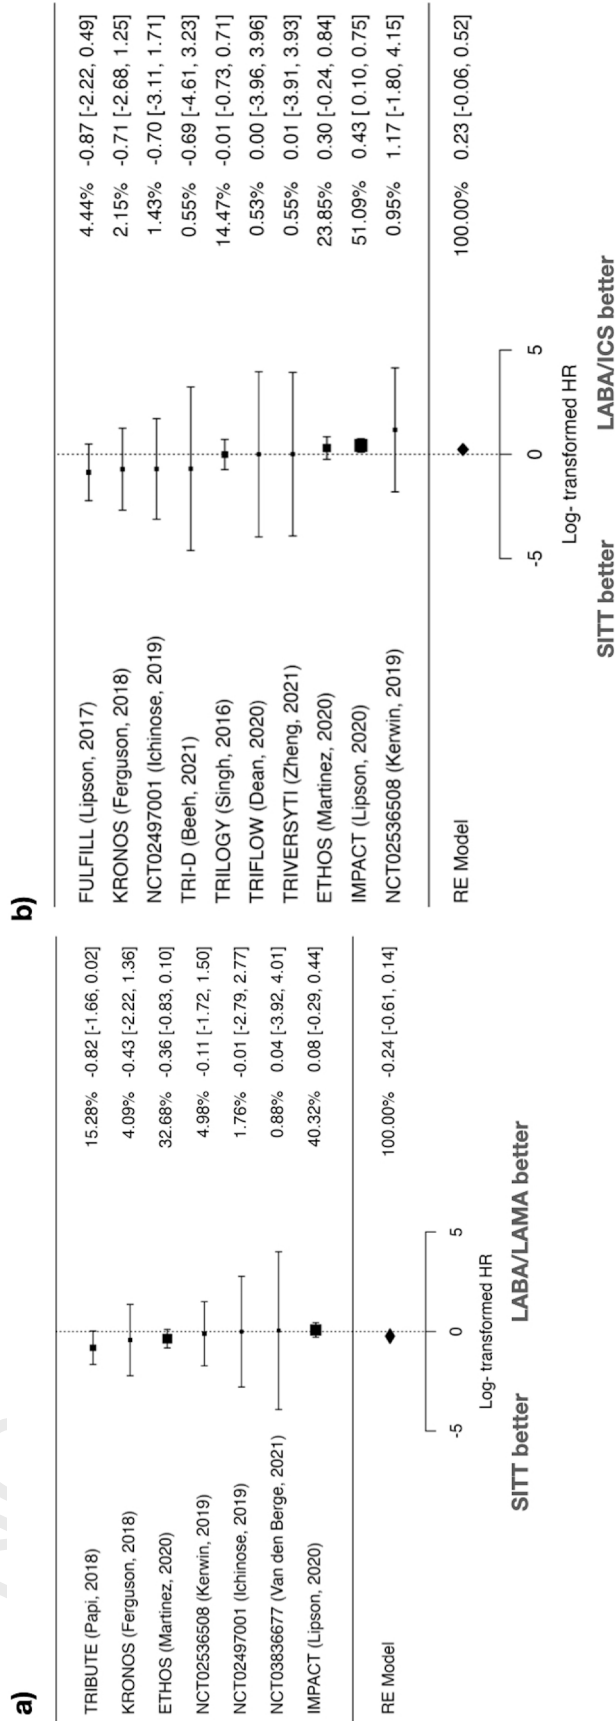 a)
TRIBUTE (Papi, 2018) 15.28% -0.82 [-1.66, 0.02]
KRONOS (Ferguson, 2018) 4.09% -0.43 [-2.22, 1.36]
ETHOS (Martinez, 2020) 32.68% -0.36 [-0.83, 0.10]
NCT02536508 (Kerwin, 2019) 4.98% -0.11 [-1.72, 1.50]
NCT02497001 (Ichinose, 2019) 1.76% -0.01 [-2.79, 2.77]
NCT03836677 (Van den Berge, 2021) 0.88% 0.04 [-3.92, 4.01]
IMPACT (Lipson, 2020) 40.32% 0.08 [-0.29, 0.44]
RE Model 100.00% -0.24 [-0.61, 0.14]
-5 0 5
Log- transformed HR
SITT better LABA/LAMA better
b)
FULFILL (Lipson, 2017) 4.44% -0.87 [-2.22, 0.49]
KRONOS (Ferguson, 2018) 2.15% -0.71 [-2.68, 1.25]
NCT02497001 (Ichinose, 2019) 1.43% -0.70 [-3.11, 1.71]
TRI-D (Beeh, 2021) 0.55% -0.69 [-4.61, 3.23]
TRILOGY (Singh, 2016) 14.47% -0.01 [-0.73, 0.71]
TRIFLOW (Dean, 2020) 0.53% 0.00 [-3.96, 3.96]
TRIVERSYTI (Zheng, 2021) 0.55% 0.01 [-3.91, 3.93]
ETHOS (Martinez, 2020) 23.85% 0.30 [-0.24, 0.84]
IMPACT (Lipson, 2020) 51.09% 0.43 [ 0.10, 0.75]
NCT02536508 (Kerwin, 2019) 0.95% 1.17 [-1.80, 4.15]
RE Model 100.00% 0.23 [-0.06, 0.52]
-5 0 5
Log- transformed HR
SITT better LABA/ICS better